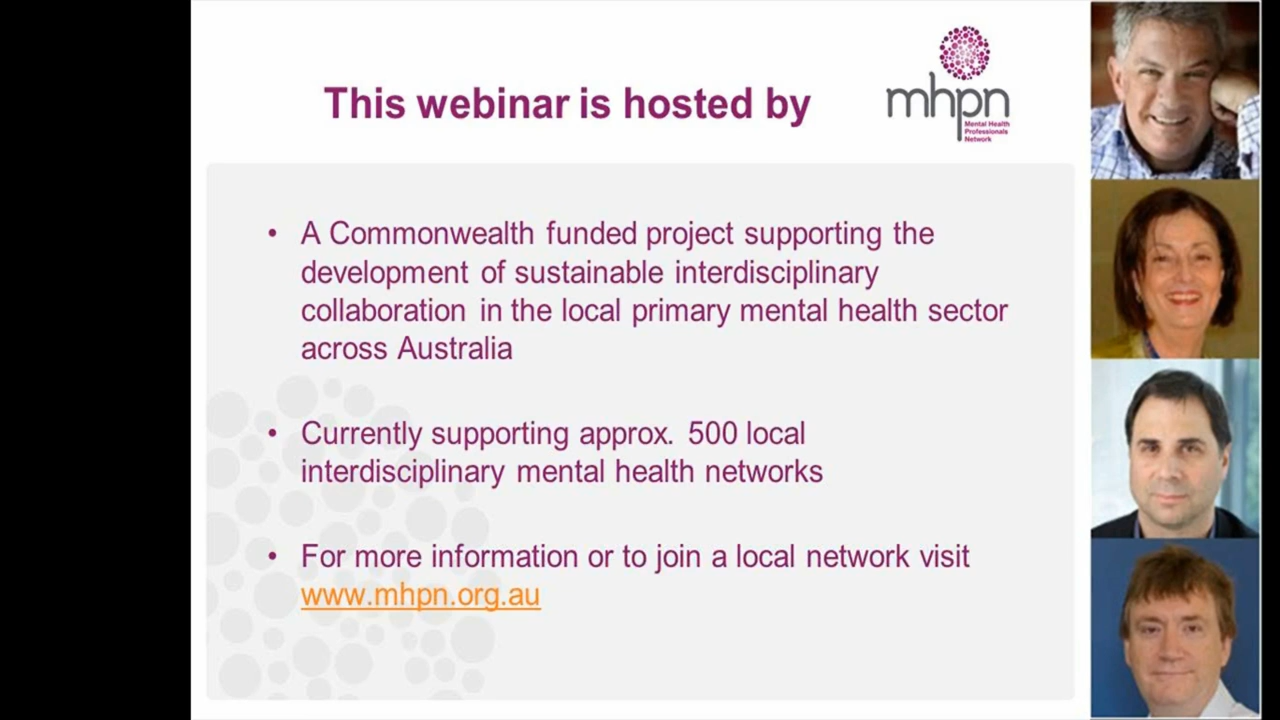 This webinar is hosted by
mhpn
Mental Health
Professionals
Network
• A Commonwealth funded project supporting the
development of sustainable interdisciplinary
collaboration in the local primary mental health sector
across Australia
• Currently supporting approx. 500 local
interdisciplinary mental health networks
• For more information or to join a local network visit
www.mhpn.org.au